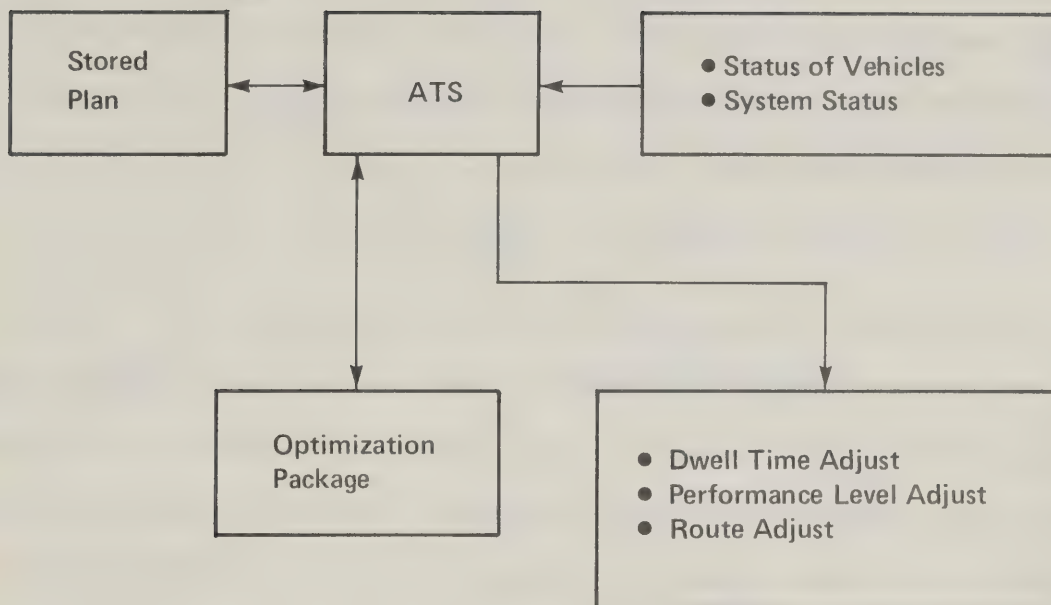 Stored
Plan
ATS
● Status of Vehicles
● System Status
Optimization
Package
● Dwell Time Adjust
● Performance Level Adjust
● Route Adjust